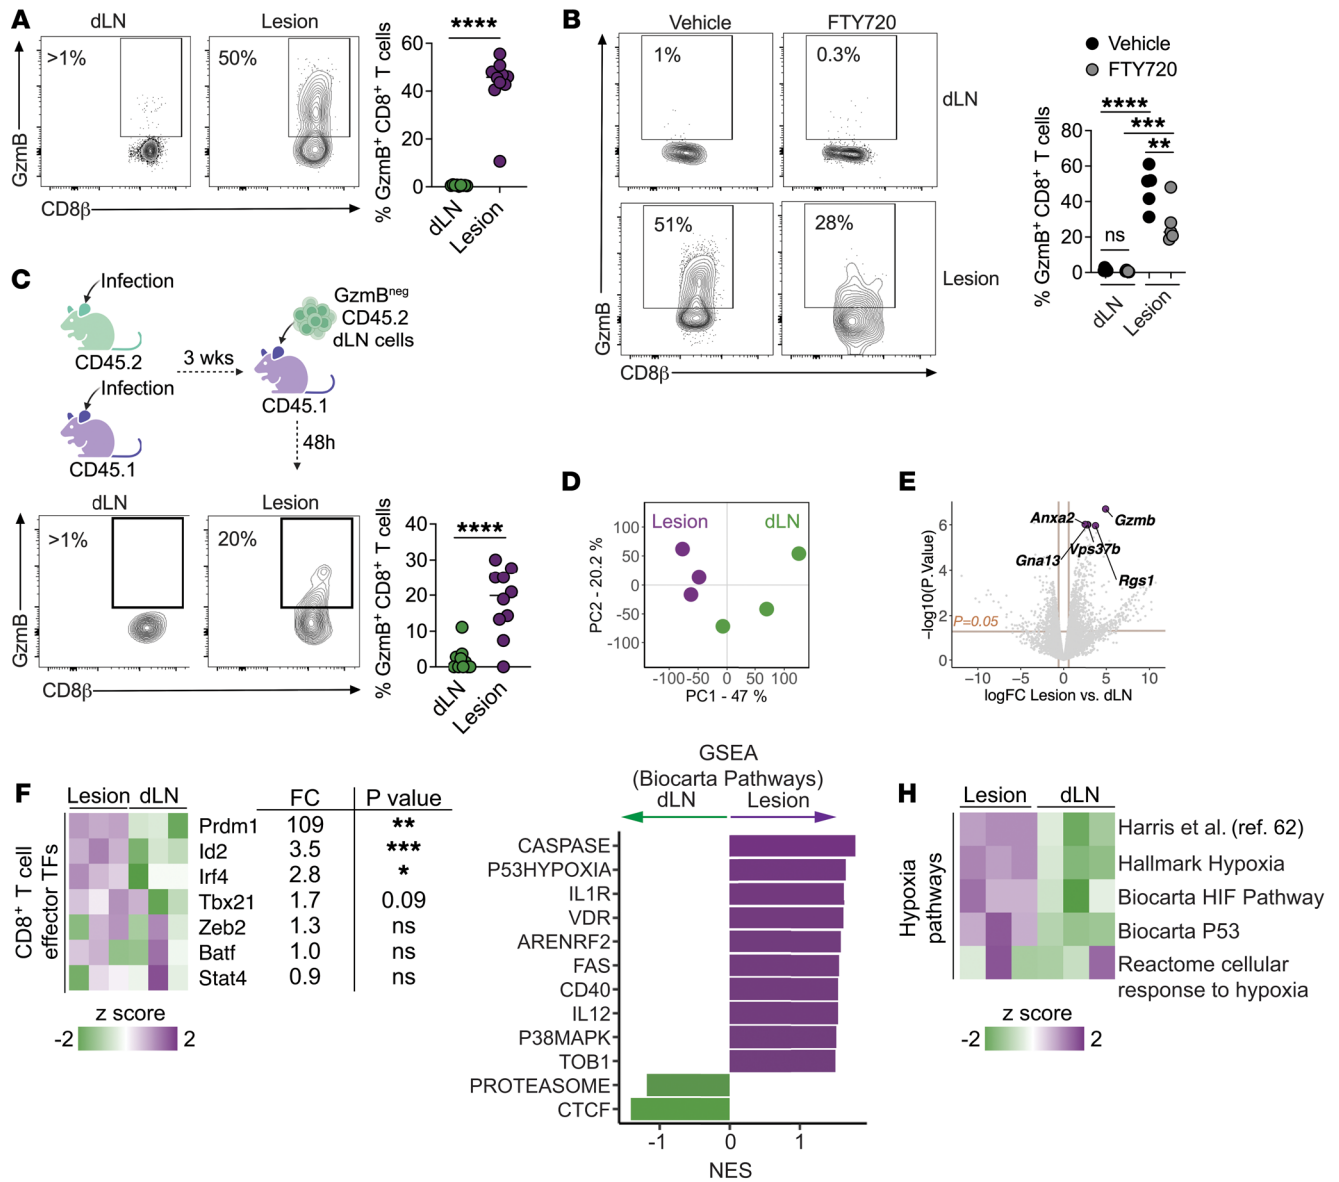 A
dLN
Lesion
>1%
50%
GzmB
CD8β
% GzmB⁺ CD8⁺ T cells
60
40
20
0
****
dLN
Lesion
B
Vehicle
FTY720
1%
0.3%
dLN
51%
28%
Lesion
GzmB
CD8β
Vehicle
FTY720
% GzmB⁺ CD8⁺ T cells
80
60
40
20
0
****
***
**
ns
dLN
Lesion
C
Infection
CD45.2
Infection
CD45.1
3 wks
GzmBⁿᵉᵍ
CD45.2
dLN cells
CD45.1
48h
dLN
Lesion
>1%
20%
GzmB
CD8β
% GzmB⁺ CD8⁺ T cells
40
30
20
10
0
****
dLN
Lesion
D
Lesion
dLN
PC2 - 20.2 %
100
50
0
-50
-100
-100 -50 0 50 100
PC1 - 47 %
E
Anxa2
Gzmb
Vps37b
Gna13
Rgs1
P=0.05
−log10(P.Value)
6
4
2
0
−10 −5 0 5 10
logFC Lesion vs. dLN
F
Lesion dLN
FC
P value
CD8⁺ T cell
effector TFs
Prdm1 109 **
Id2 3.5 ***
Irf4 2.8 *
Tbx21 1.7 0.09
Zeb2 1.3 ns
Batf 1.0 ns
Stat4 0.9 ns
z score
-2 2
GSEA
(Biocarta Pathways)
dLN Lesion
CASPASE
P53HYPOXIA
IL1R
VDR
ARENRF2
FAS
CD40
IL12
P38MAPK
TOB1
PROTEASOME
CTCF
-1 0 1
NES
H
Lesion dLN
Hypoxia
pathways
Harris et al. (ref. 62)
Hallmark Hypoxia
Biocarta HIF Pathway
Biocarta P53
Reactome cellular
response to hypoxia
z score
-2 2